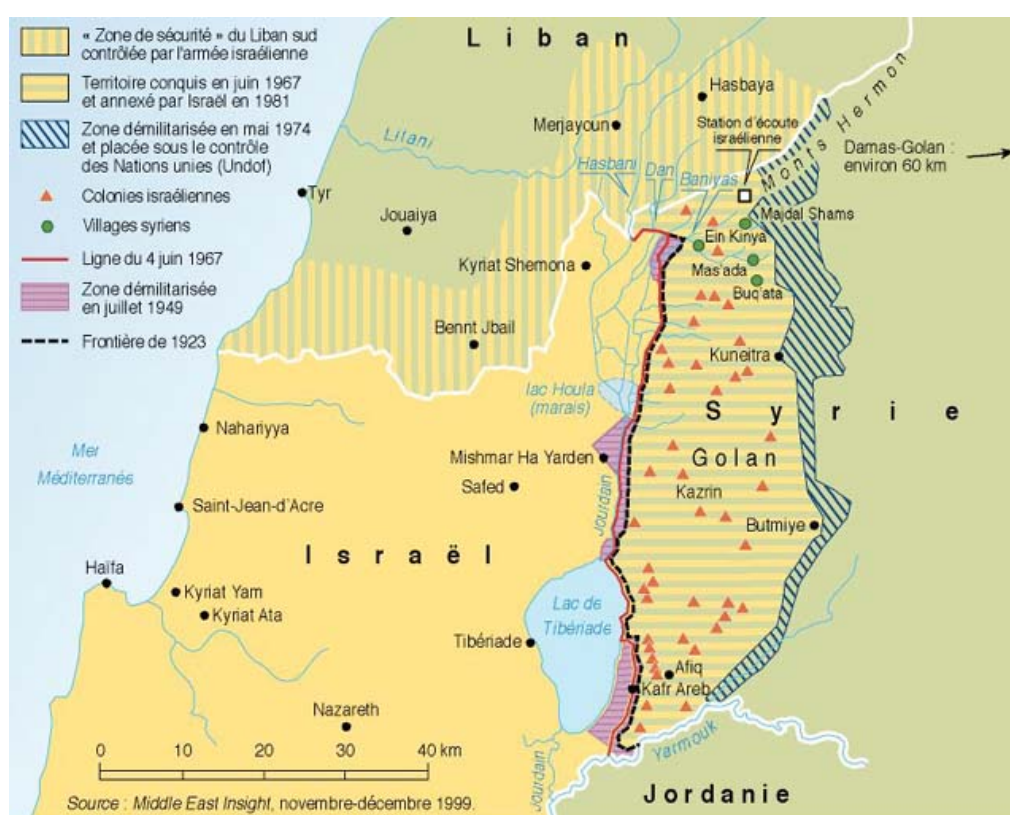 « Zone de sécurité » du Liban sud
contrôlée par l'armée israélienne
Territoire conquis en juin 1967
et annexé par Israël en 1981
Zone démilitarisée en mai 1974
et placée sous le contrôle
des Nations unies (Undof)
Colonies israéliennes
Villages syriens
Ligne du 4 juin 1967
Zone démilitarisée
en juillet 1949
Frontière de 1923
Liban
Hasbaya
Merjayoun
Station d'écoute
israélienne
Monts Hermon
Damas-Golan :
environ 60 km
Litani
Hasbani
Dan
Baniyas
Tyr
Jouaiya
Majdal Shams
Ein Kinya
Kyriat Shemona
Mas'ada
Buq'ata
Bennt Jbail
Kuneitra
lac Houla
(marais)
Syrie
Nahariyya
Mer
Méditerranés
Mishmar Ha Yarden
Golan
Safed
Kazrin
Jourdain
Saint-Jean-d'Acre
Butmiye
Israël
Haïfa
Kyriat Yam
Kyriat Ata
Lac de
Tibériade
Tibériade
Afiq
Kafr Areb
Nazareth
Yarmouk
0 10 20 30 40 km
Jourdain
Jordanie
Source : Middle East Insight, novembre-décembre 1999.